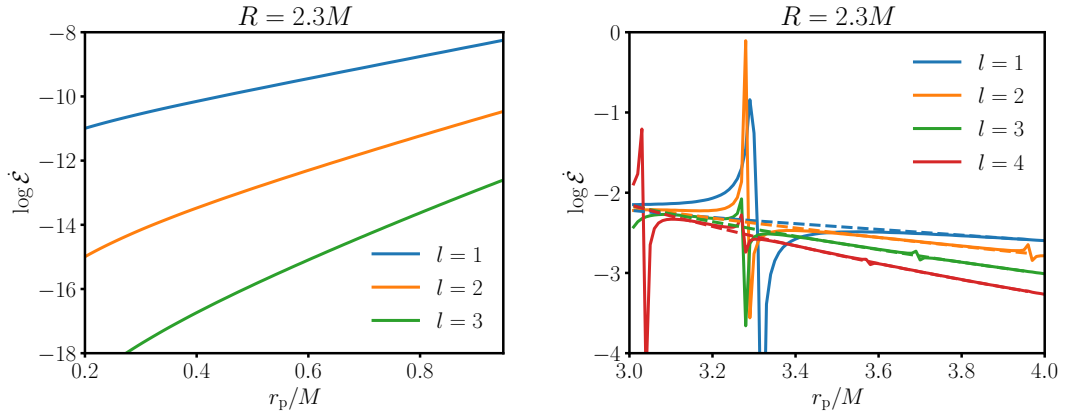 R = 2.3M
−8
−10
−12
−14
−16
−18
log Ė
l = 1
l = 2
l = 3
0.2 0.4 0.6 0.8
r_p/M
R = 2.3M
0
−1
−2
−3
−4
log Ė
l = 1
l = 2
l = 3
l = 4
3.0 3.2 3.4 3.6 3.8 4.0
r_p/M